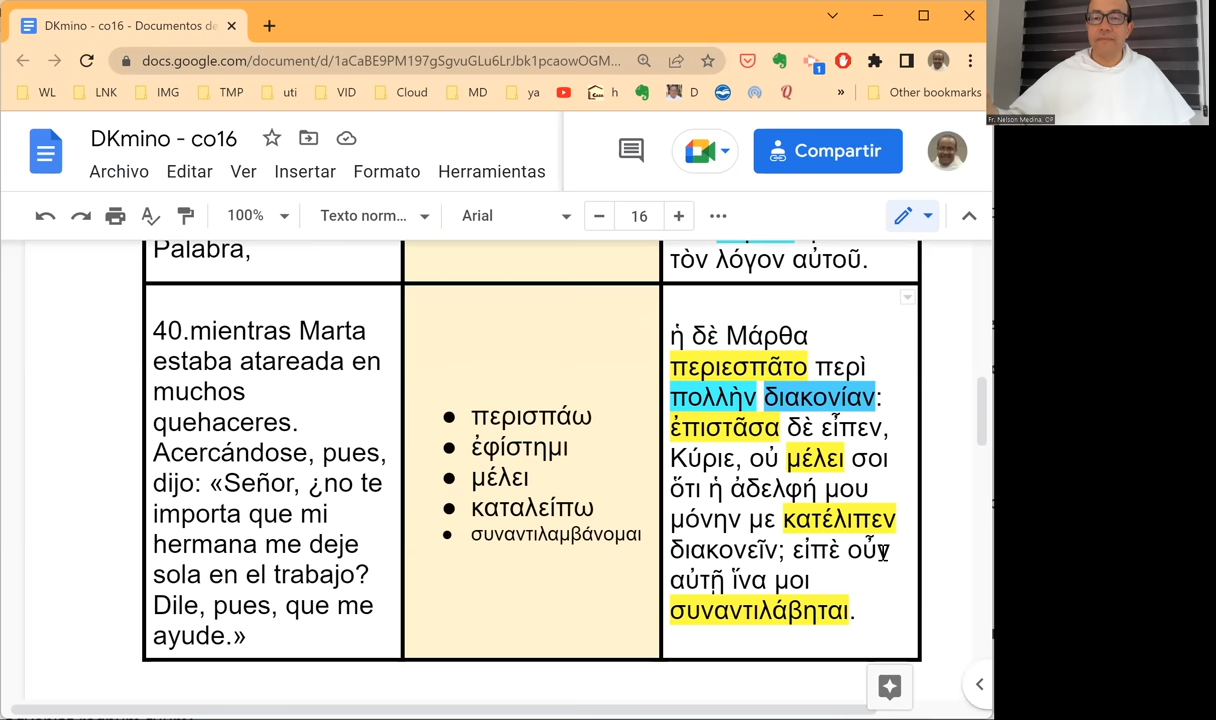 DKmino - co16 - Documentos de
docs.google.com/document/d/1aCaBE9PM197gSgvuGLu6LrJbk1pcaowOGM...
WL LNK IMG TMP uti VID Cloud MD ya h D » Other bookmarks
Fr. Nelson Medina, OP
DKmino - co16
Archivo Editar Ver Insertar Formato Herramientas
Compartir
100% Texto norm... Arial 16
Palabra,
τὸν λόγον αὐτοῦ.
40.mientras Marta
estaba atareada en
muchos
quehaceres.
Acercándose, pues,
dijo: «Señor, ¿no te
importa que mi
hermana me deje
sola en el trabajo?
Dile, pues, que me
ayude.»
περισπάω
ἐφίστημι
μέλει
καταλείπω
συναντιλαμβάνομαι
ἡ δὲ Μάρθα
περιεσπᾶτο περὶ
πολλὴν διακονίαν:
ἐπιστᾶσα δὲ εἶπεν,
Κύριε, οὐ μέλει σοι
ὅτι ἡ ἀδελφή μου
μόνην με κατέλιπεν
διακονεῖν; εἰπὲ οὖν
αὐτῇ ἵνα μοι
συναντιλάβηται.